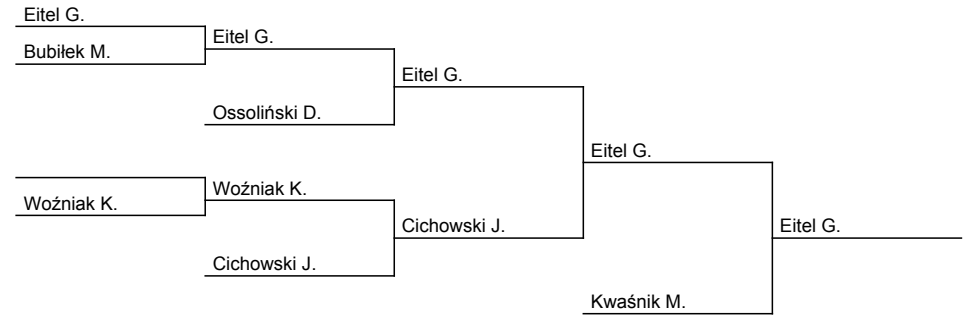 Eitel G.
Bubiłek M.
Eitel G.
Ossoliński D.
Eitel G.
Woźniak K.
Woźniak K.
Cichowski J.
Cichowski J.
Eitel G.
Kwaśnik M.
Eitel G.